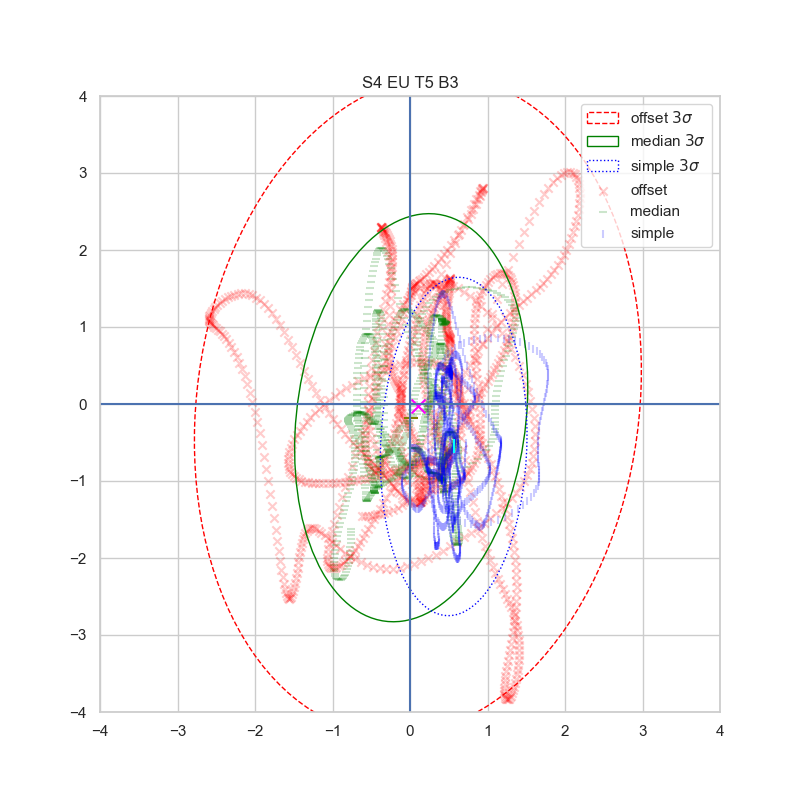 S4 EU T5 B3
offset 3σ
median 3σ
simple 3σ
offset
median
simple
4
3
2
1
0
−1
−2
−3
−4
−4 −3 −2 −1 0 1 2 3 4